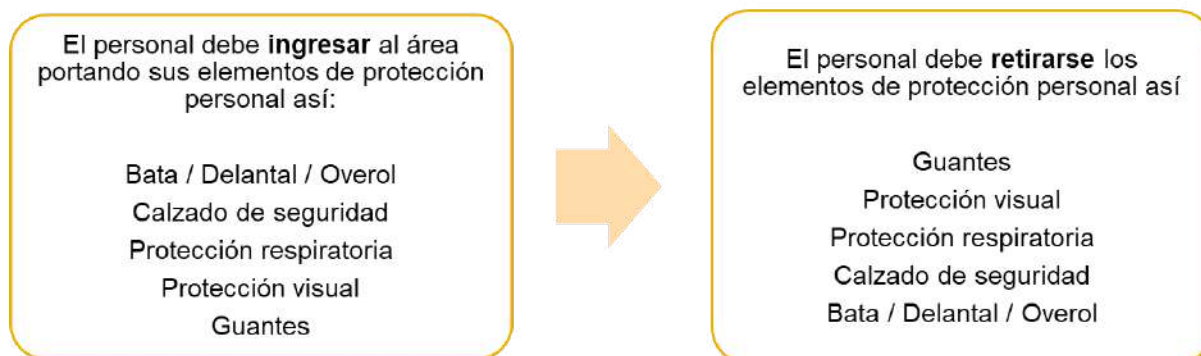 El personal debe ingresar al área
portando sus elementos de protección
personal así:
Bata / Delantal / Overol
Calzado de seguridad
Protección respiratoria
Protección visual
Guantes
El personal debe retirarse los
elementos de protección personal así
Guantes
Protección visual
Protección respiratoria
Calzado de seguridad
Bata / Delantal / Overol